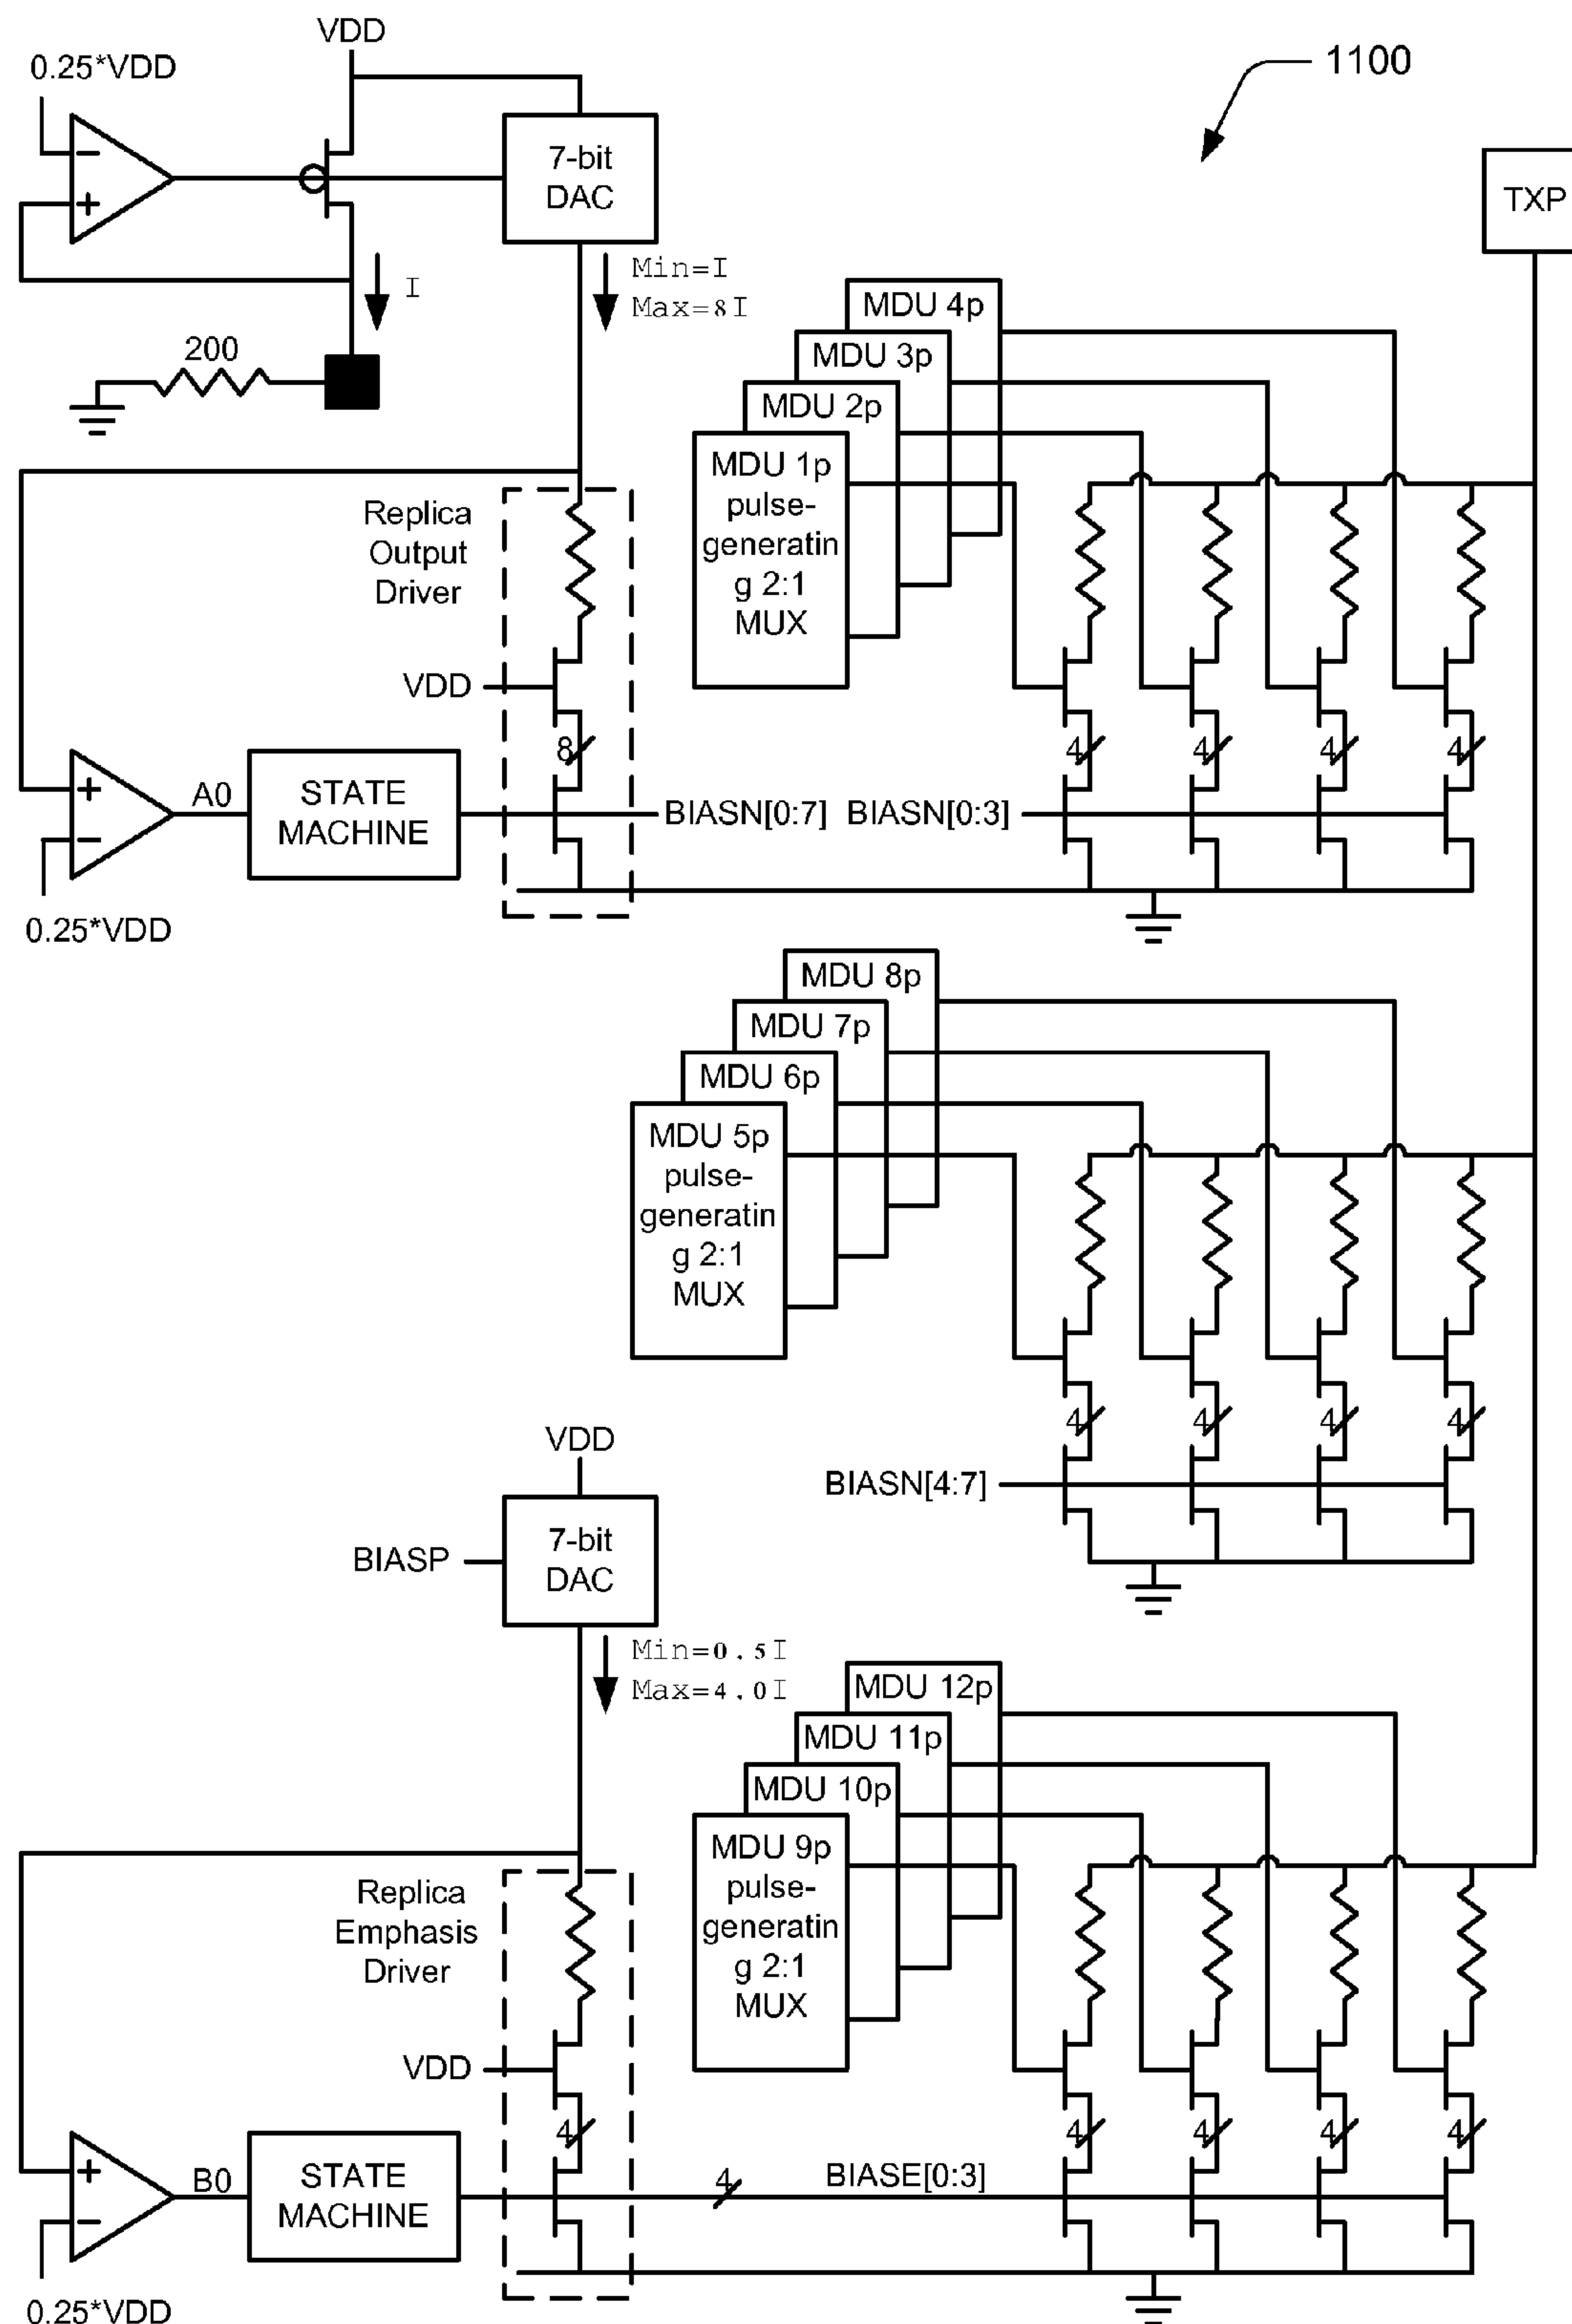 VDD
0.25*VDD
1100
7-bit
DAC
TXP
−
+
Min=I
Max=8I
I
200
MDU 4p
MDU 3p
MDU 2p
MDU 1p
pulse-
generatin
g 2:1
MUX
Replica
Output
Driver
VDD
8
4
4
4
4
+
−
A0
STATE
MACHINE
BIASN[0:7]
BIASN[0:3]
0.25*VDD
MDU 8p
MDU 7p
MDU 6p
MDU 5p
pulse-
generatin
g 2:1
MUX
4
4
4
4
BIASN[4:7]
VDD
BIASP
7-bit
DAC
Min=0.5I
Max=4.0I
MDU 12p
MDU 11p
MDU 10p
MDU 9p
pulse-
generatin
g 2:1
MUX
Replica
Emphasis
Driver
VDD
4
4
4
4
4
+
−
B0
STATE
MACHINE
4
BIASE[0:3]
0.25*VDD